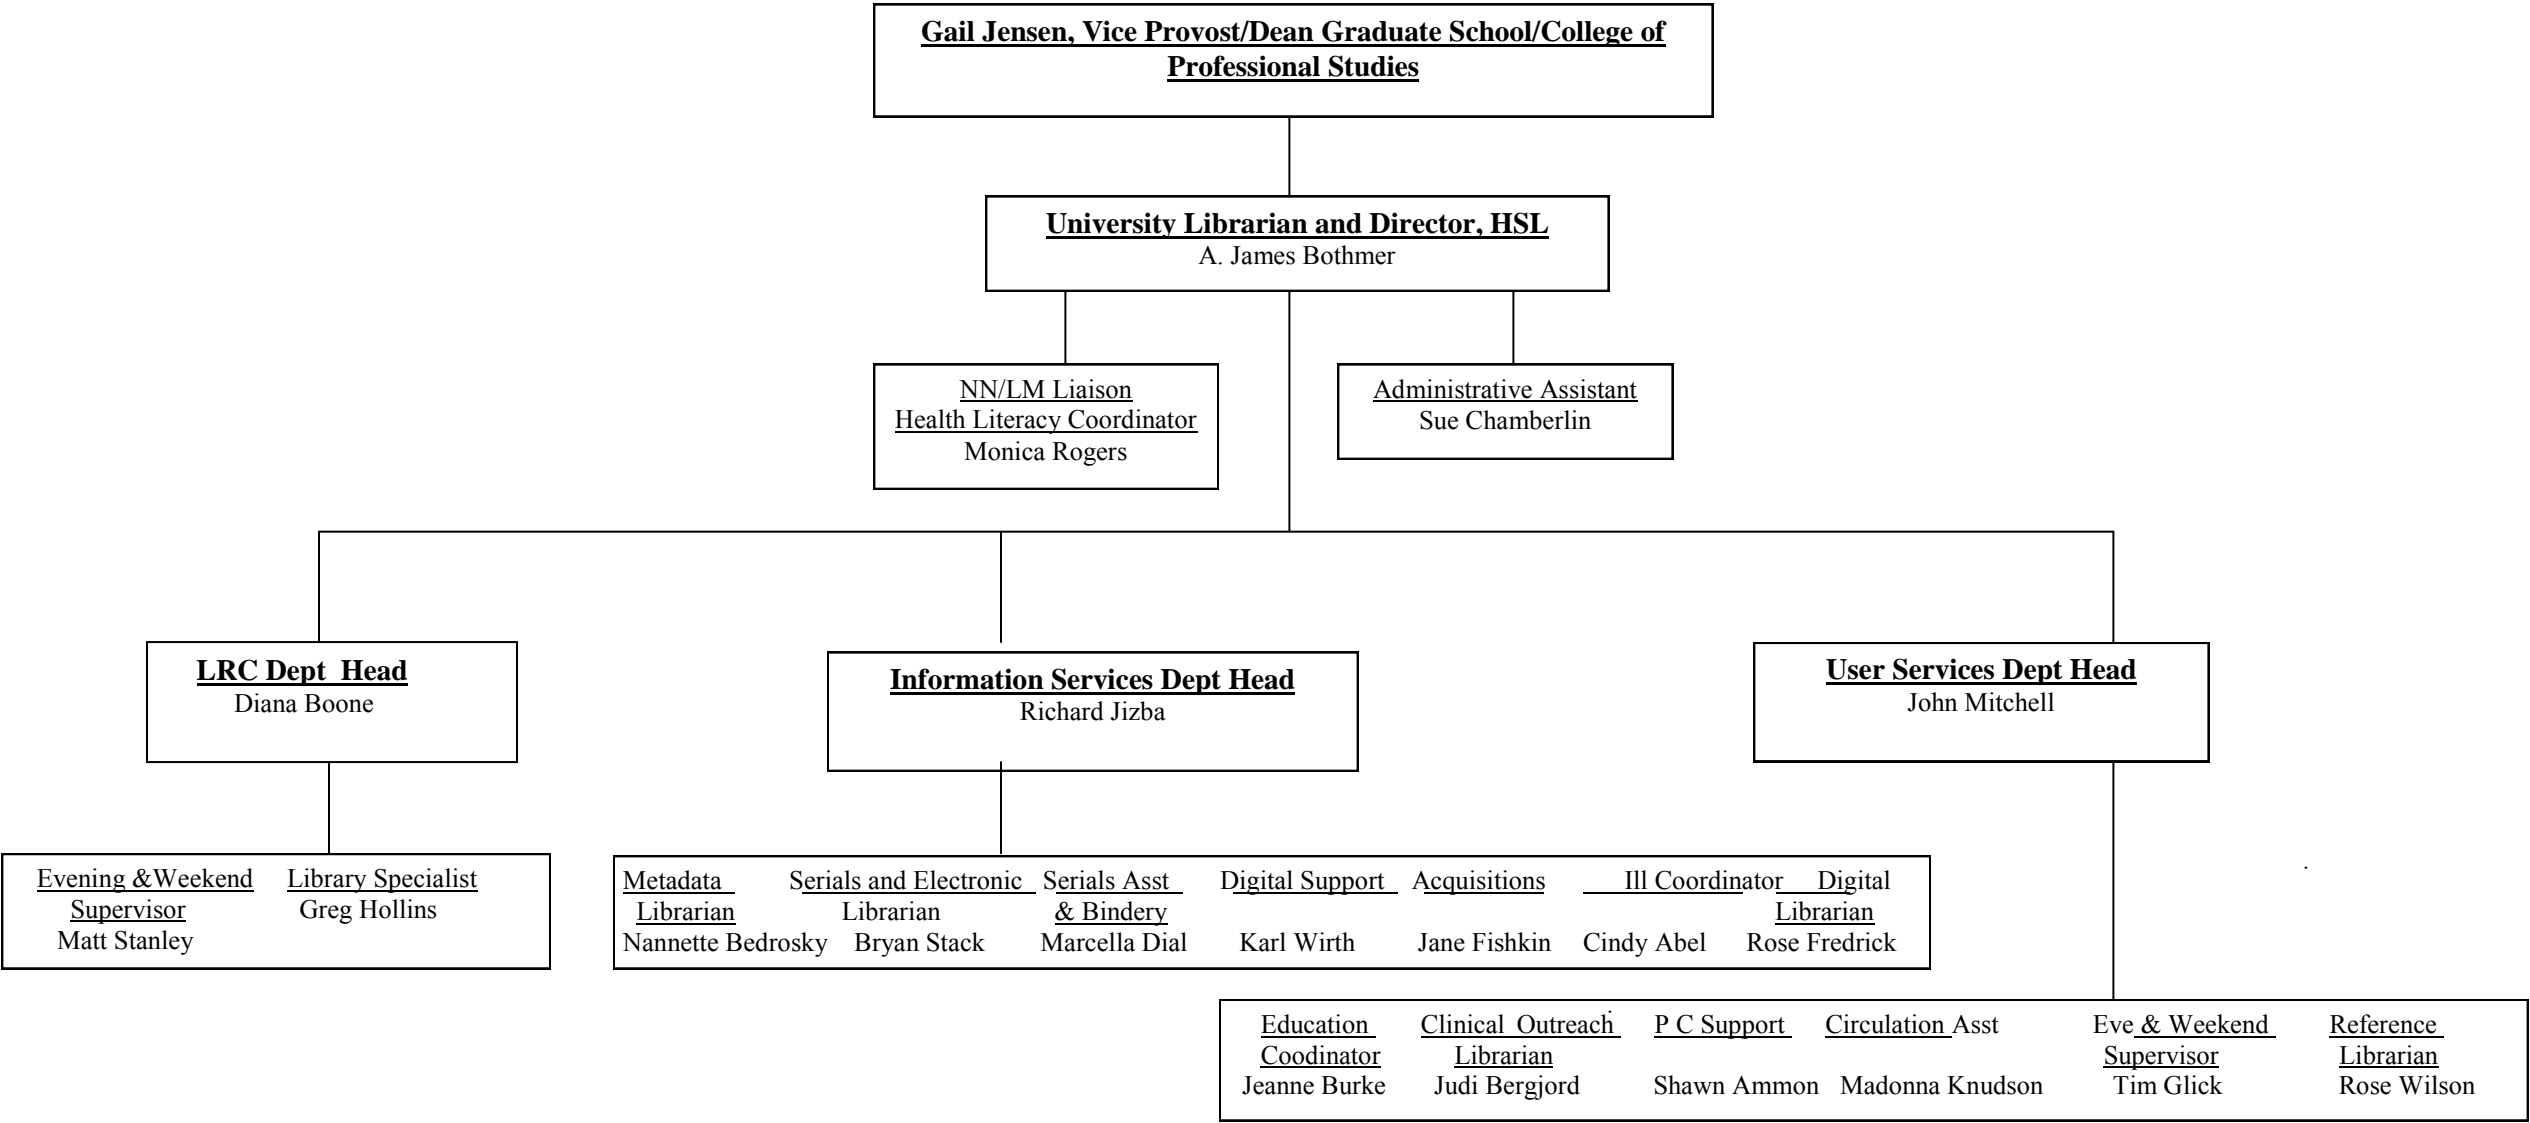 Gail Jensen, Vice Provost/Dean Graduate School/College of
Professional Studies
University Librarian and Director, HSL
A. James Bothmer
NN/LM Liaison
Health Literacy Coordinator
Monica Rogers
Administrative Assistant
Sue Chamberlin
LRC Dept Head
Diana Boone
Information Services Dept Head
Richard Jizba
User Services Dept Head
John Mitchell
Evening &Weekend Library Specialist
Supervisor Greg Hollins
Matt Stanley
Metadata Serials and Electronic Serials Asst Digital Support Acquisitions Ill Coordinator Digital
Librarian Librarian & Bindery Librarian
Nannette Bedrosky Bryan Stack Marcella Dial Karl Wirth Jane Fishkin Cindy Abel Rose Fredrick
Education Clinical Outreach P C Support Circulation Asst Eve & Weekend Reference
Coodinator Librarian Supervisor Librarian
Jeanne Burke Judi Bergjord Shawn Ammon Madonna Knudson Tim Glick Rose Wilson